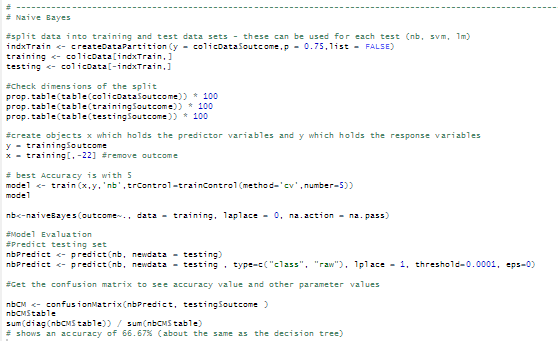 # ------------------------------------------------------------------------
# Naive Bayes
#split data into training and test data sets - these can be used for each test (nb, svm, lm)
indxTrain <- createDataPartition(y = colicData$outcome,p = 0.75,list = FALSE)
training <- colicData[indxTrain,]
testing <- colicData[-indxTrain,]
#Check dimensions of the split
prop.table(table(colicData$outcome)) * 100
prop.table(table(training$outcome)) * 100
prop.table(table(testing$outcome)) * 100
#create objects x which holds the predictor variables and y which holds the response variables
y = training$outcome
x = training[,-22] #remove outcome
# best Accuracy is with 5
model <- train(x,y,'nb',trControl=trainControl(method='cv',number=5))
model
nb<-naiveBayes(outcome~., data = training, laplace = 0, na.action = na.pass)
#Model Evaluation
#Predict testing set
nbPredict <- predict(nb, newdata = testing)
nbPredict <- predict(nb, newdata = testing , type=c("class", "raw"), lplace = 1, threshold=0.0001, eps=0)
#Get the confusion matrix to see accuracy value and other parameter values
nbCM <- confusionMatrix(nbPredict, testing$outcome )
nbCM$table
sum(diag(nbCM$table)) / sum(nbCM$table)
# shows an accuracy of 66.67% (about the same as the decision tree)